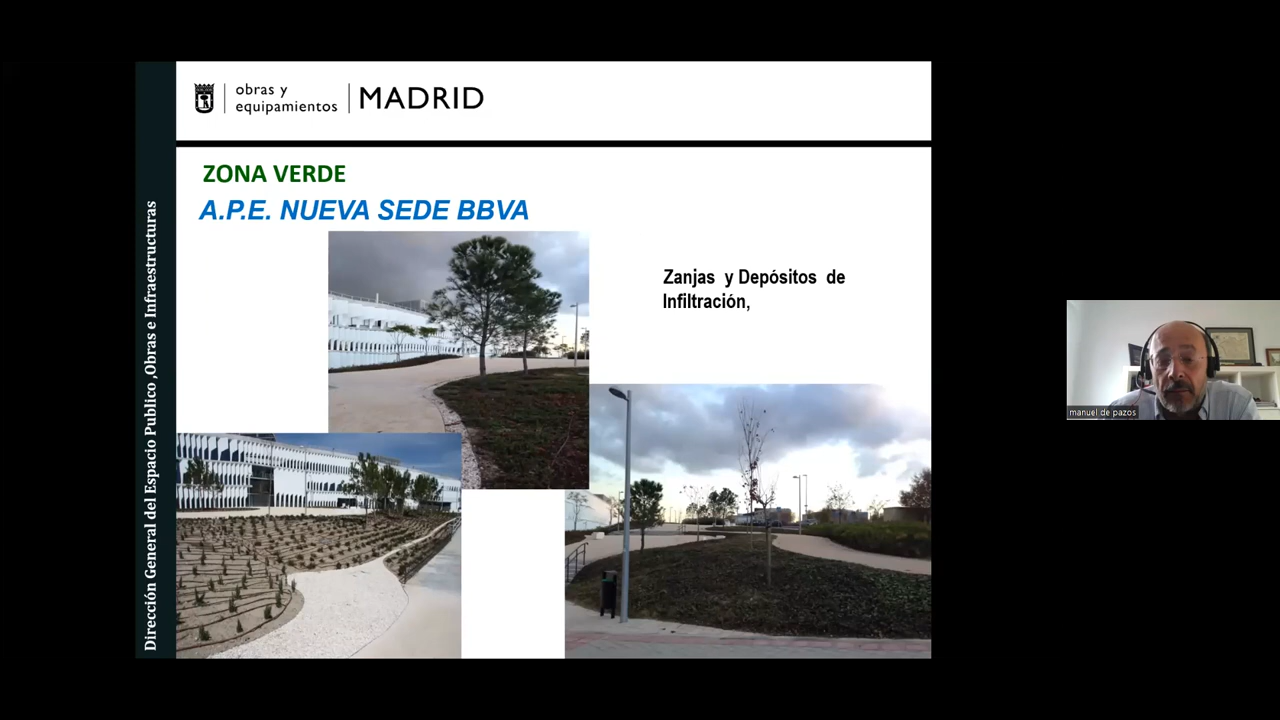 obras y
equipamientos
MADRID
Dirección General del Espacio Publico ,Obras e Infraestructuras
ZONA VERDE
A.P.E. NUEVA SEDE BBVA
Zanjas y Depósitos de
Infiltración,
manuel de pazos